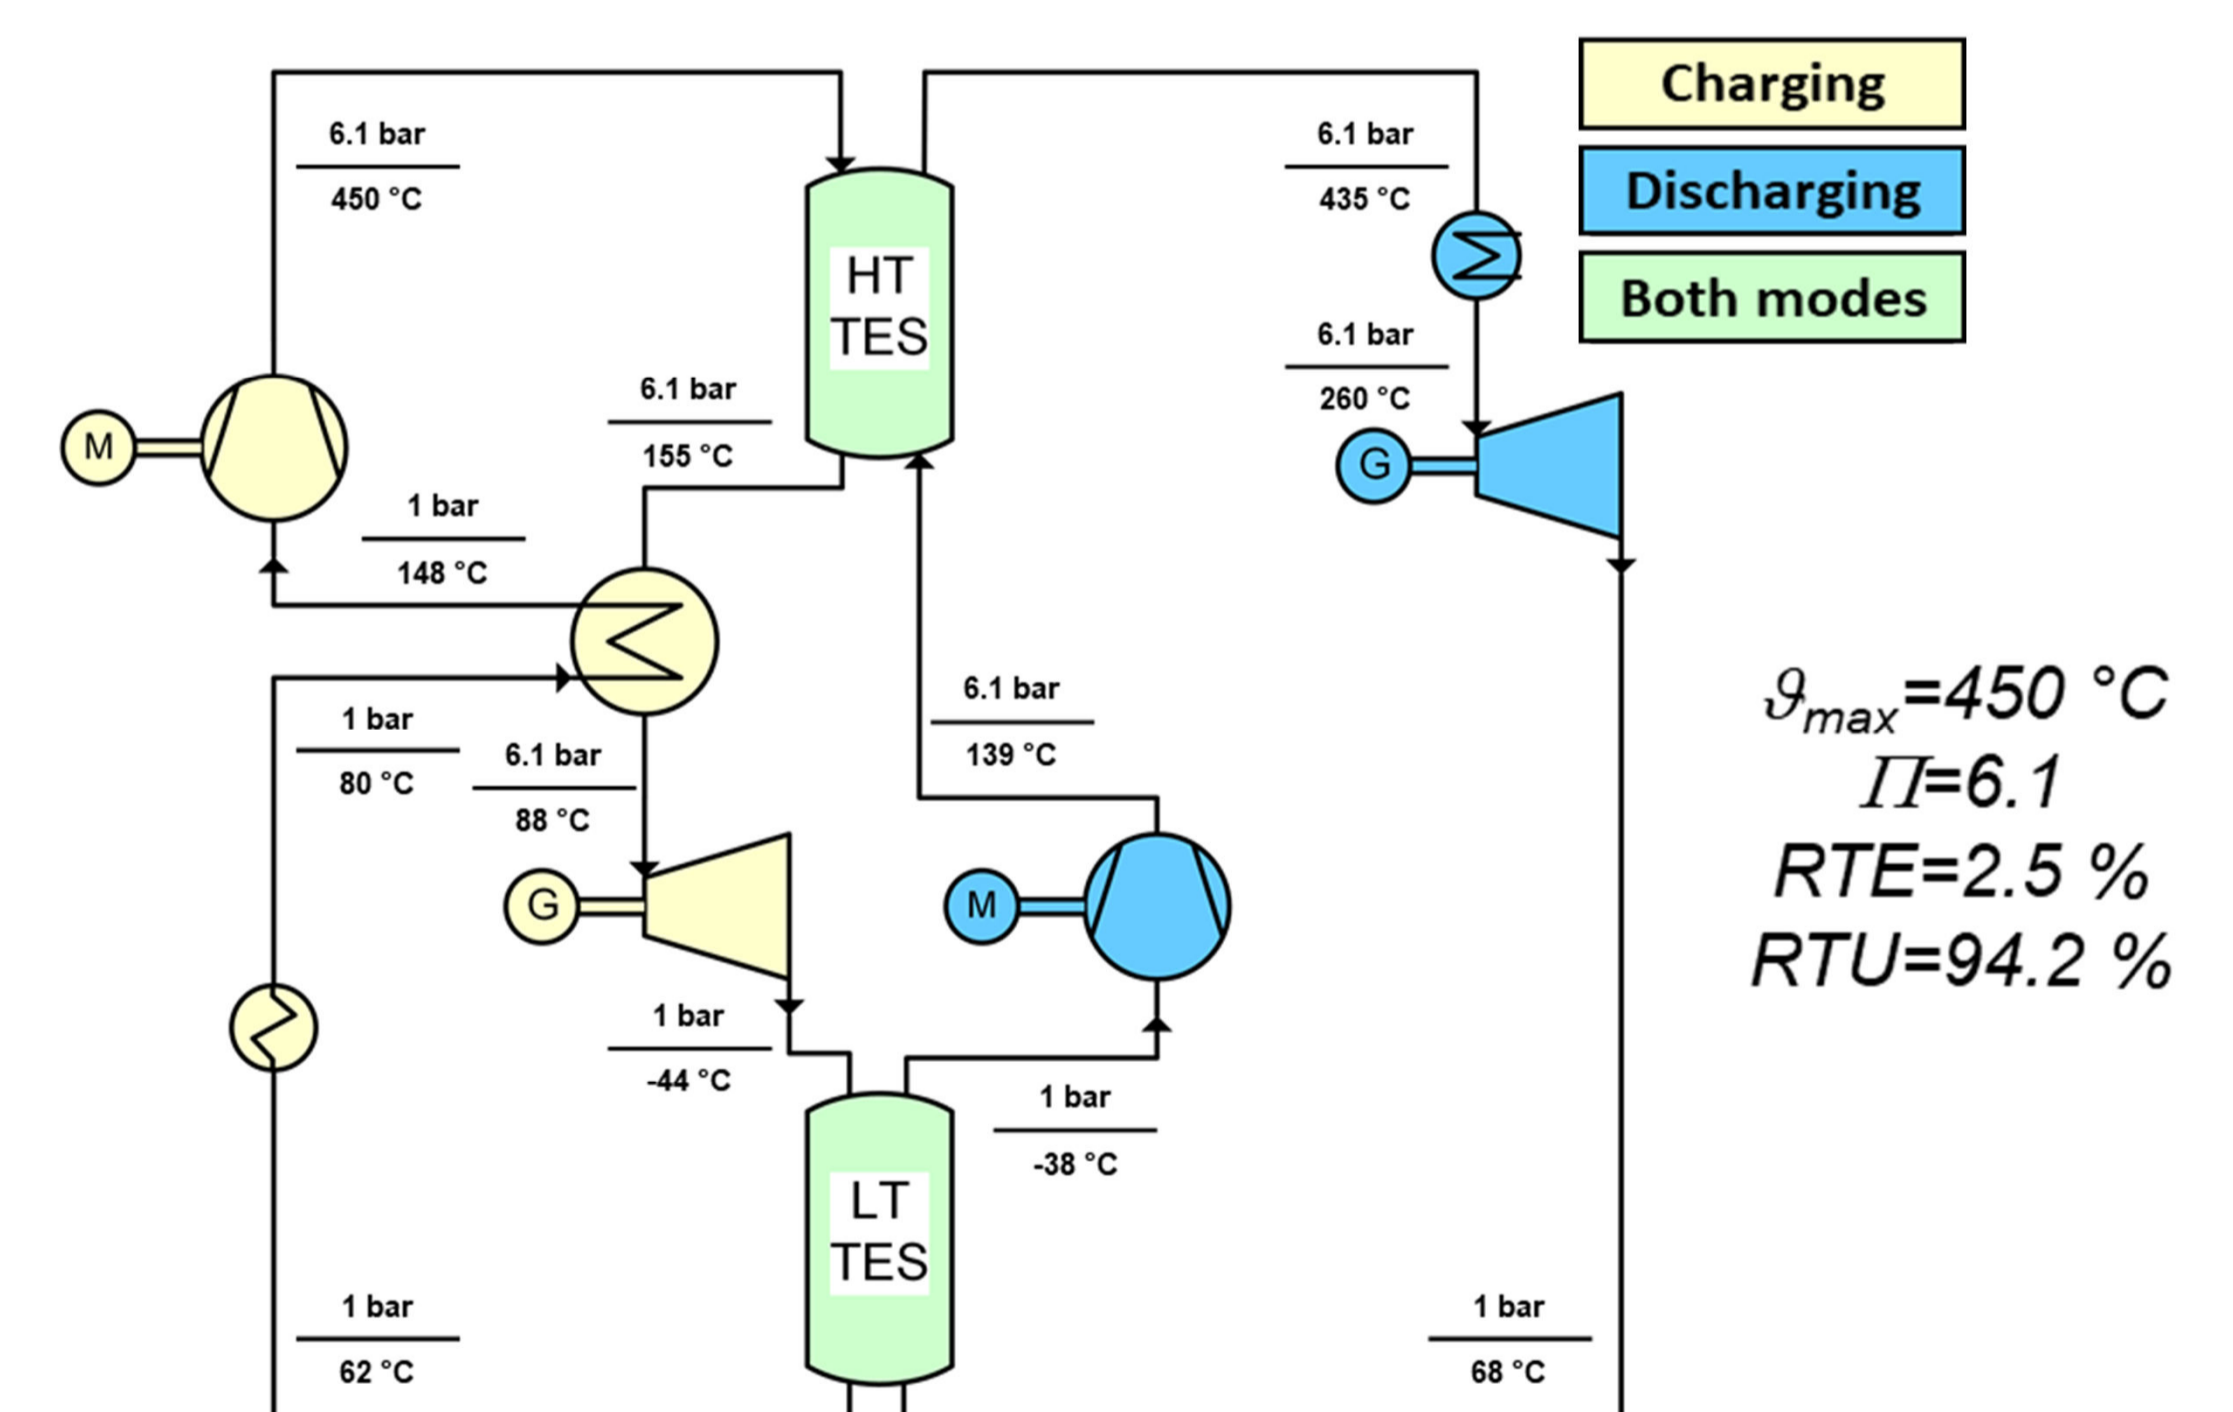 Charging
Discharging
Both modes
6.1 bar
450 °C
6.1 bar
435 °C
HT
TES
6.1 bar
260 °C
6.1 bar
155 °C
M
G
1 bar
148 °C
1 bar
80 °C
6.1 bar
88 °C
6.1 bar
139 °C
ϑmax=450 °C
Π=6.1
RTE=2.5 %
RTU=94.2 %
G
M
1 bar
-44 °C
1 bar
-38 °C
LT
TES
1 bar
62 °C
1 bar
68 °C